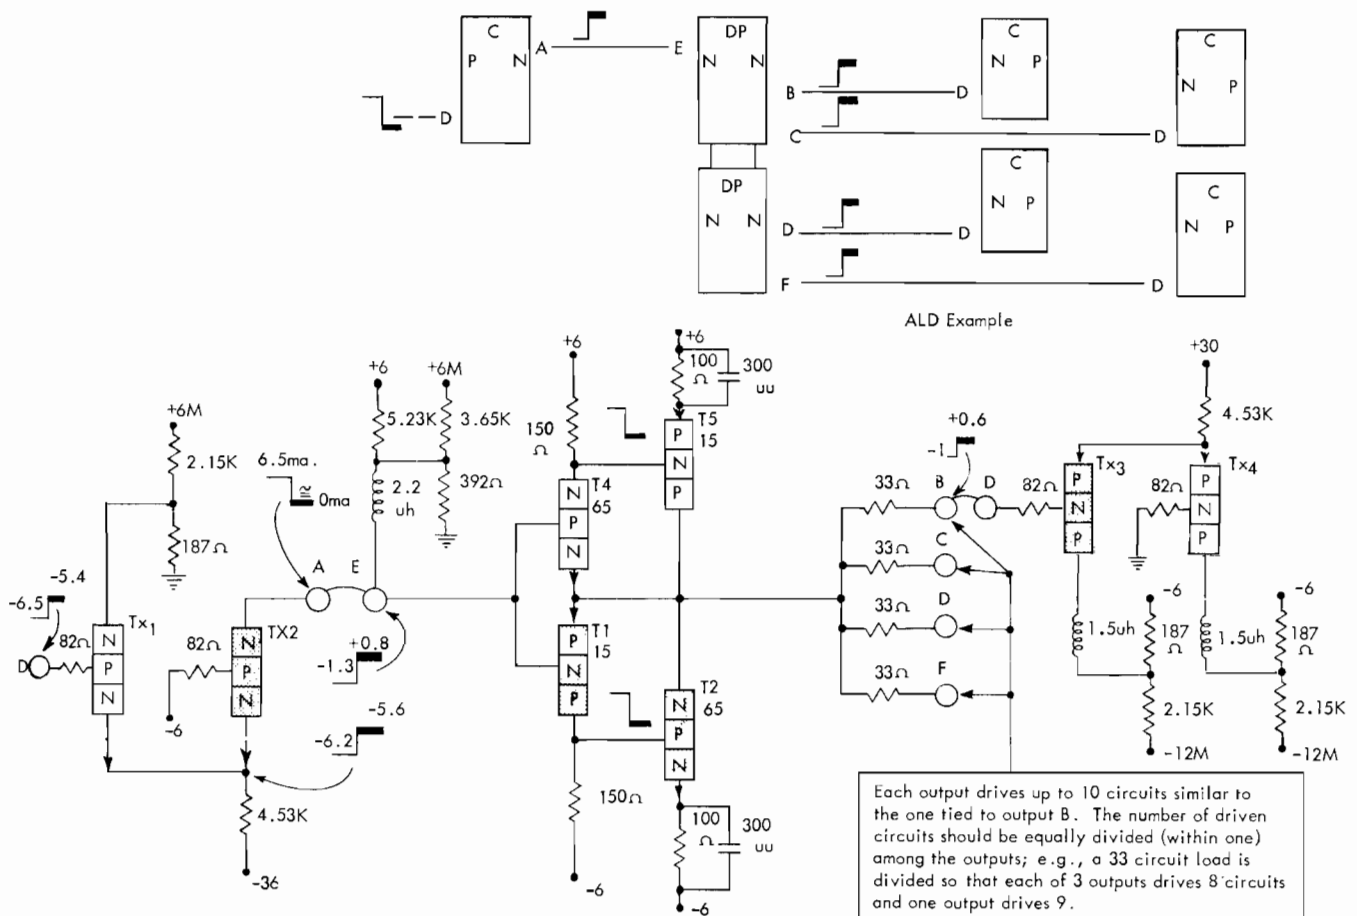 C
P N
A E
DP
N N
C
N P
C
N P
B D
C D
D
DP
N N
C
N P
C
N P
D D
F D
ALD Example
+6M
2.15K
187Ω
-5.4
-6.5
D
82Ω
Tx1
N
P
N
6.5ma.
≅ 0ma
A E
82Ω
TX2
N
P
N
-6
-5.6
-6.2
4.53K
-36
+6 +6M
5.23K 3.65K
2.2
uh
392Ω
+0.8
-1.3
+6
150
Ω
N
P
N
T4
65
P
N
P
T1
15
150Ω
-6
+6
100
Ω
300
uu
P
N
P
T5
15
N
P
N
T2
65
100
Ω
300
uu
-6
33Ω B
33Ω C
33Ω D
33Ω F
+0.6
-1
D
82Ω
P
N
P
Tx3
+30
4.53K
82Ω
P
N
P
Tx4
1.5uh
-6
187
Ω
2.15K
-12M
1.5uh
-6
187
Ω
2.15K
-12M
Each output drives up to 10 circuits similar to
the one tied to output B. The number of driven
circuits should be equally divided (within one)
among the outputs; e.g., a 33 circuit load is
divided so that each of 3 outputs drives 8 circuits
and one output drives 9.